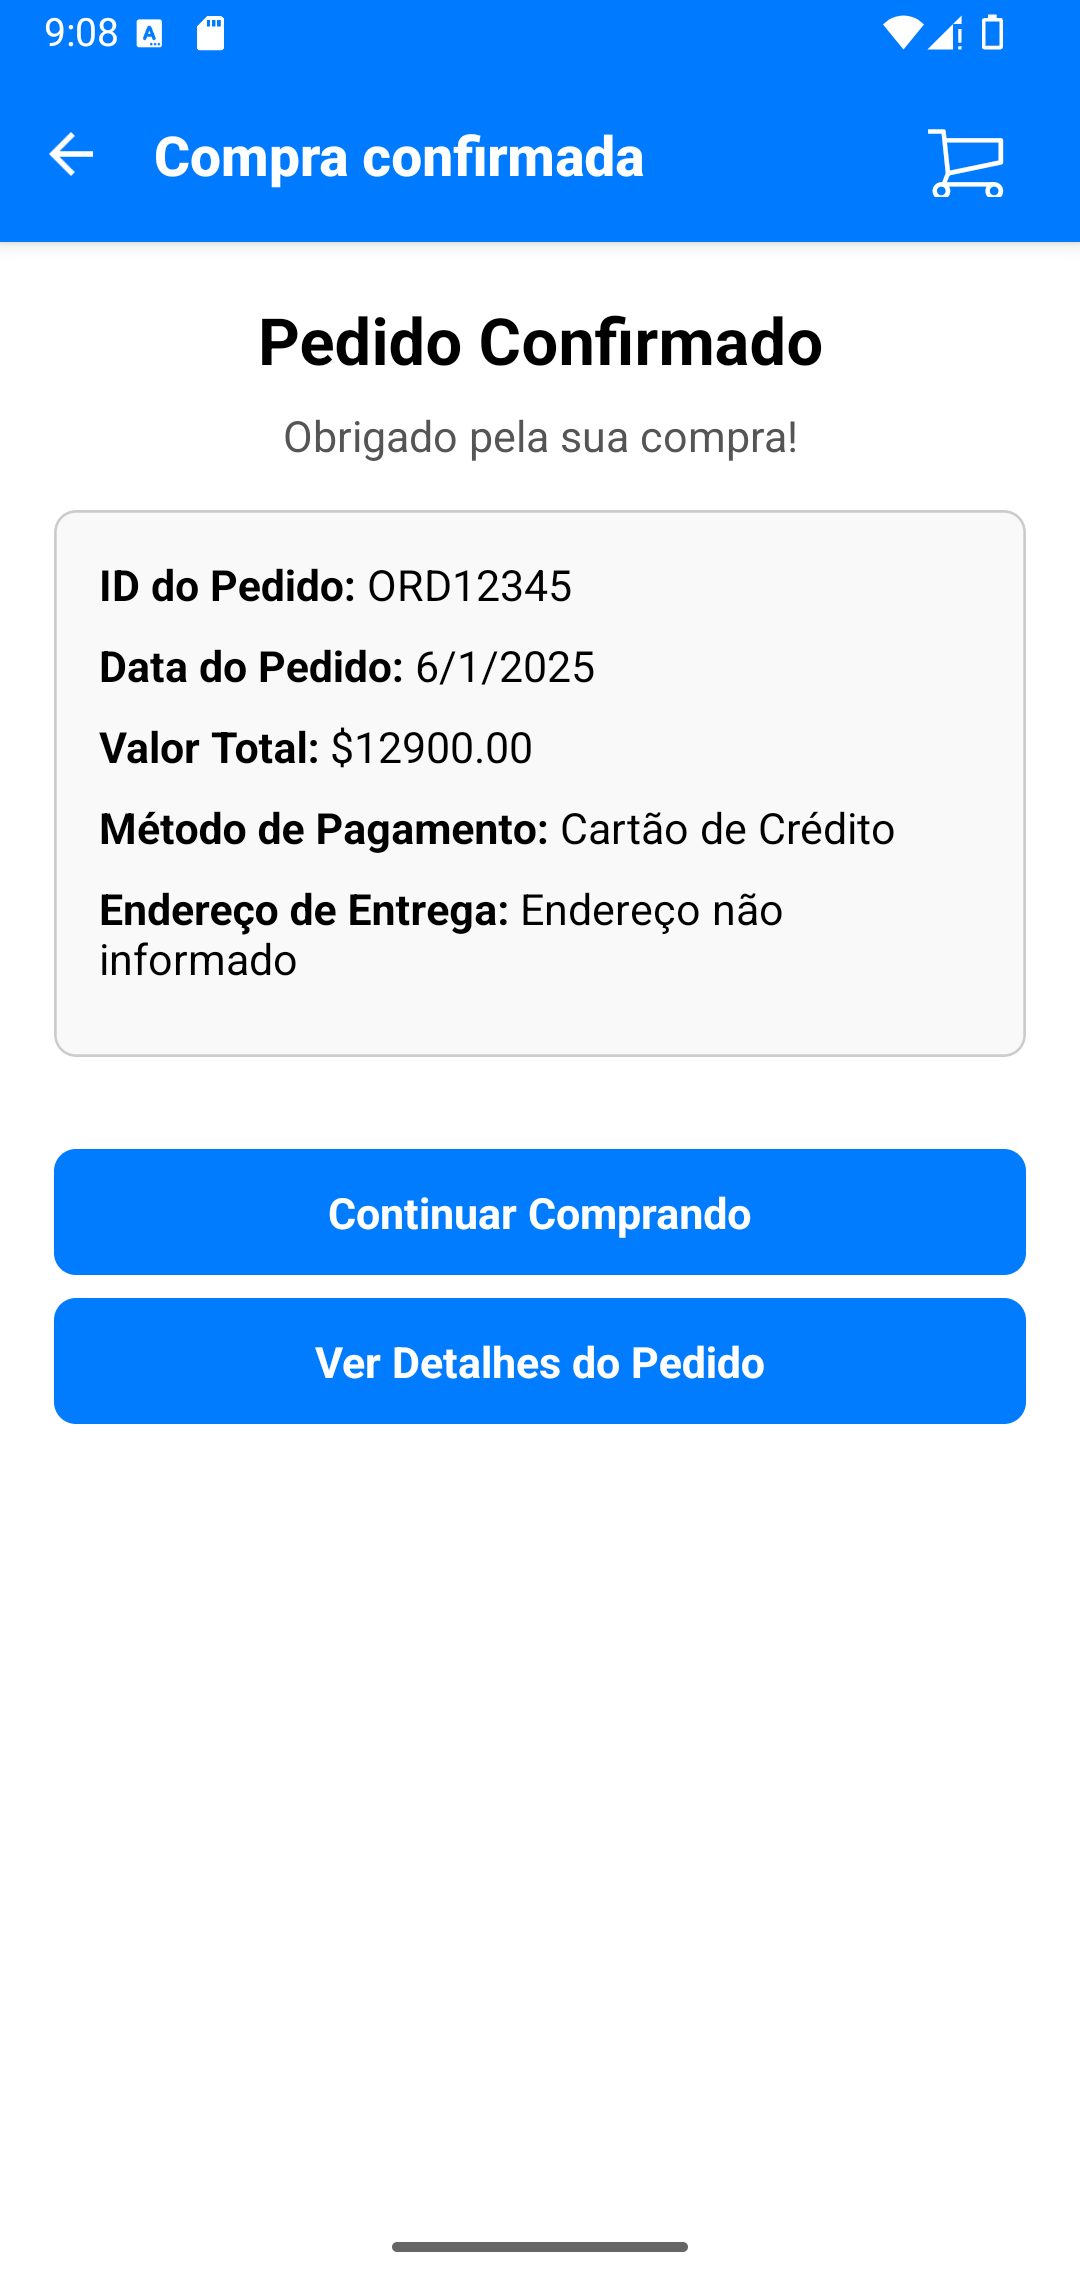 9:08
Compra confirmada
Pedido Confirmado
Obrigado pela sua compra!
ID do Pedido: ORD12345
Data do Pedido: 6/1/2025
Valor Total: $12900.00
Método de Pagamento: Cartão de Crédito
Endereço de Entrega: Endereço não
informado
Continuar Comprando
Ver Detalhes do Pedido